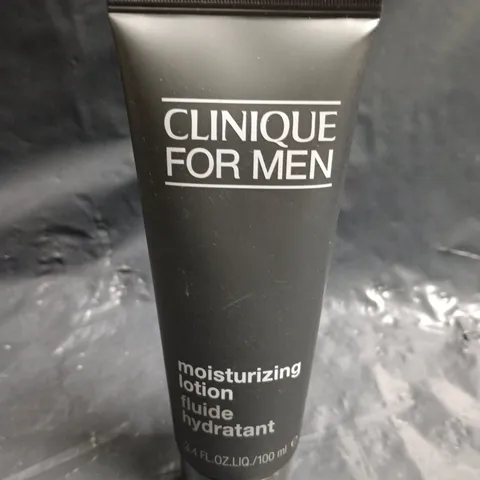 CLINIQUE
FOR MEN
moisturizing
lotion
fluide
hydratant
3.4 FL.OZ.LIQ./100 ml e